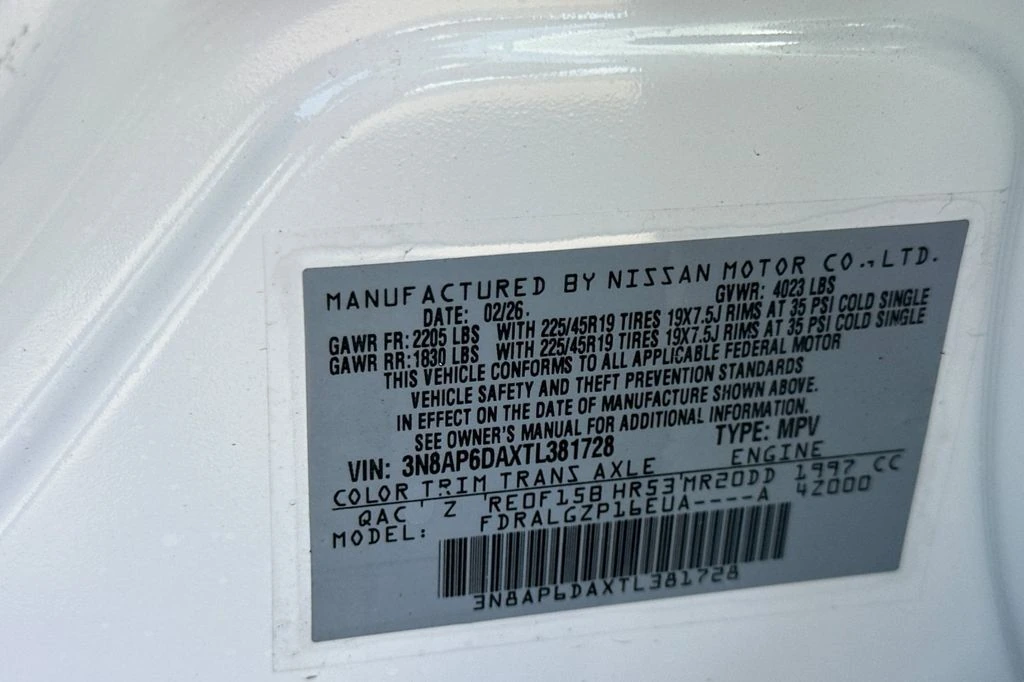 MANUFACTURED BY NISSAN MOTOR CO.,LTD.
DATE: 02/26. GVWR: 4023 LBS
GAWR FR: 2205 LBS WITH 225/45R19 TIRES 19X7.5J RIMS AT 35 PSI COLD SINGLE
GAWR RR: 1830 LBS WITH 225/45R19 TIRES 19X7.5J RIMS AT 35 PSI COLD SINGLE
THIS VEHICLE CONFORMS TO ALL APPLICABLE FEDERAL MOTOR
VEHICLE SAFETY AND THEFT PREVENTION STANDARDS
IN EFFECT ON THE DATE OF MANUFACTURE SHOWN ABOVE.
SEE OWNER'S MANUAL FOR ADDITIONAL INFORMATION.
VIN: 3N8AP6DAXTL381728 TYPE: MPV
COLOR TRIM TRANS AXLE ENGINE
QAC Z RE0F15B HR53 MR20DD 1997 CC
MODEL: FDRALGZP16EUA----A 4Z000
3N8AP6DAXTL381728